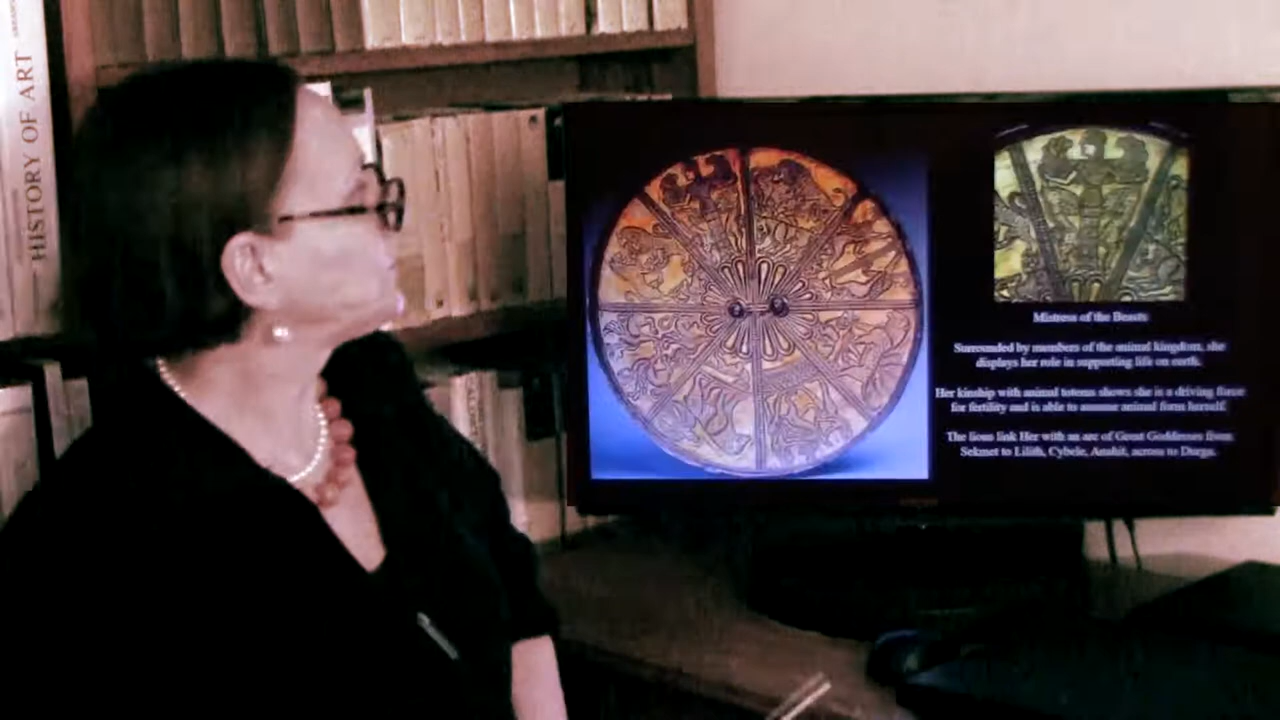 HISTORY OF ART
Mistress of the Beasts
Surrounded by members of the animal kingdom, she
displays her role in supporting life on earth.
Her kinship with animal totems shows she is a driving force
for fertility and is able to assume animal form herself.
The lions link Her with an arc of Great Goddesses from
Sekmet to Lilith, Cybele, Anahit, across to Durga.